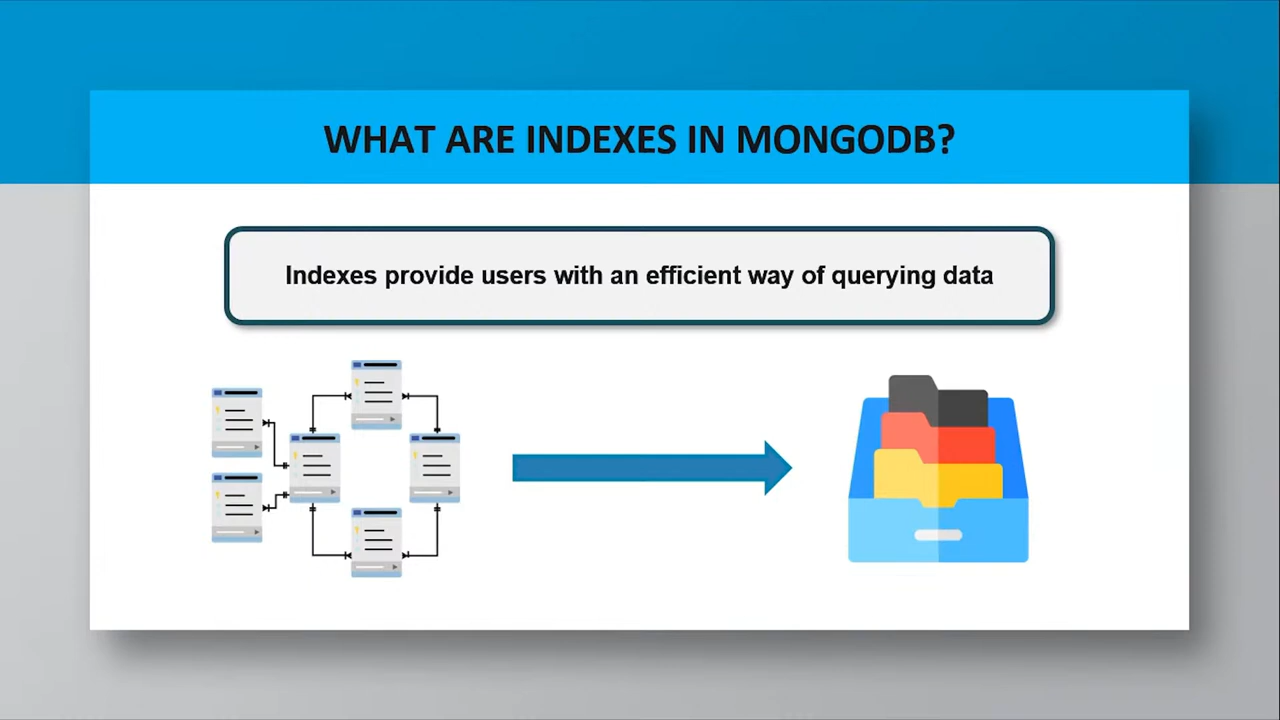 WHAT ARE INDEXES IN MONGODB?
Indexes provide users with an efficient way of querying data